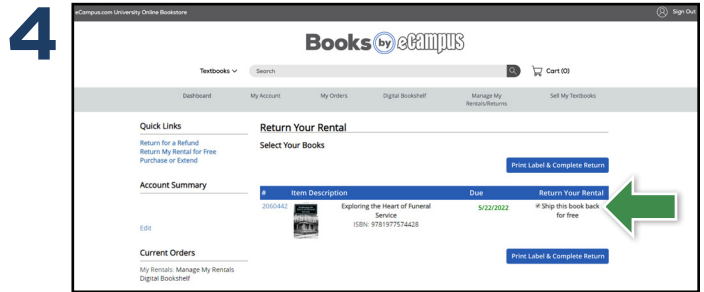 4
eCampus.com University Online Bookstore
Sign Out
Books by eCampus
Textbooks
Search
Cart (0)
Dashboard
My Account
My Orders
Digital Bookshelf
Manage My
Rentals/Returns
Sell My Textbooks
Quick Links
Return for a Refund
Return My Rental for Free
Purchase or Extend
Account Summary
Edit
Current Orders
My Rentals: Manage My Rentals
Digital Bookshelf
Return Your Rental
Select Your Books
Print Label & Complete Return
# Item Description Due Return Your Rental
2060442 Exploring the Heart of Funeral 5/22/2022 Ship this book back
Service for free
ISBN: 9781977574428
Print Label & Complete Return